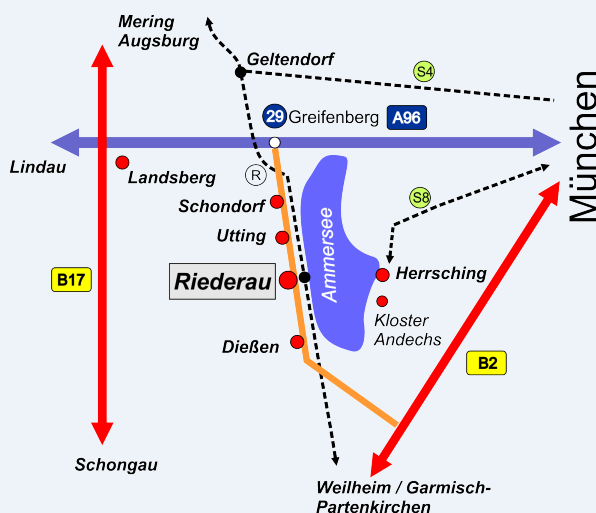 Mering
Augsburg
Geltendorf
S4
München
29 Greifenberg A96
Lindau
Landsberg
R
Schondorf
S8
Utting
Ammersee
B17
Riederau
Herrsching
Kloster
Andechs
Dießen
B2
Schongau
Weilheim / Garmisch-
Partenkirchen